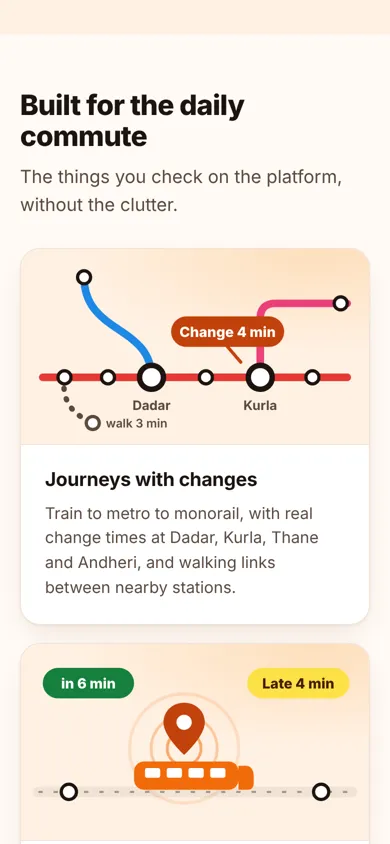 Built for the daily
commute
The things you check on the platform,
without the clutter.
Change 4 min
Dadar
Kurla
walk 3 min
Journeys with changes
Train to metro to monorail, with real
change times at Dadar, Kurla, Thane
and Andheri, and walking links
between nearby stations.
in 6 min
Late 4 min